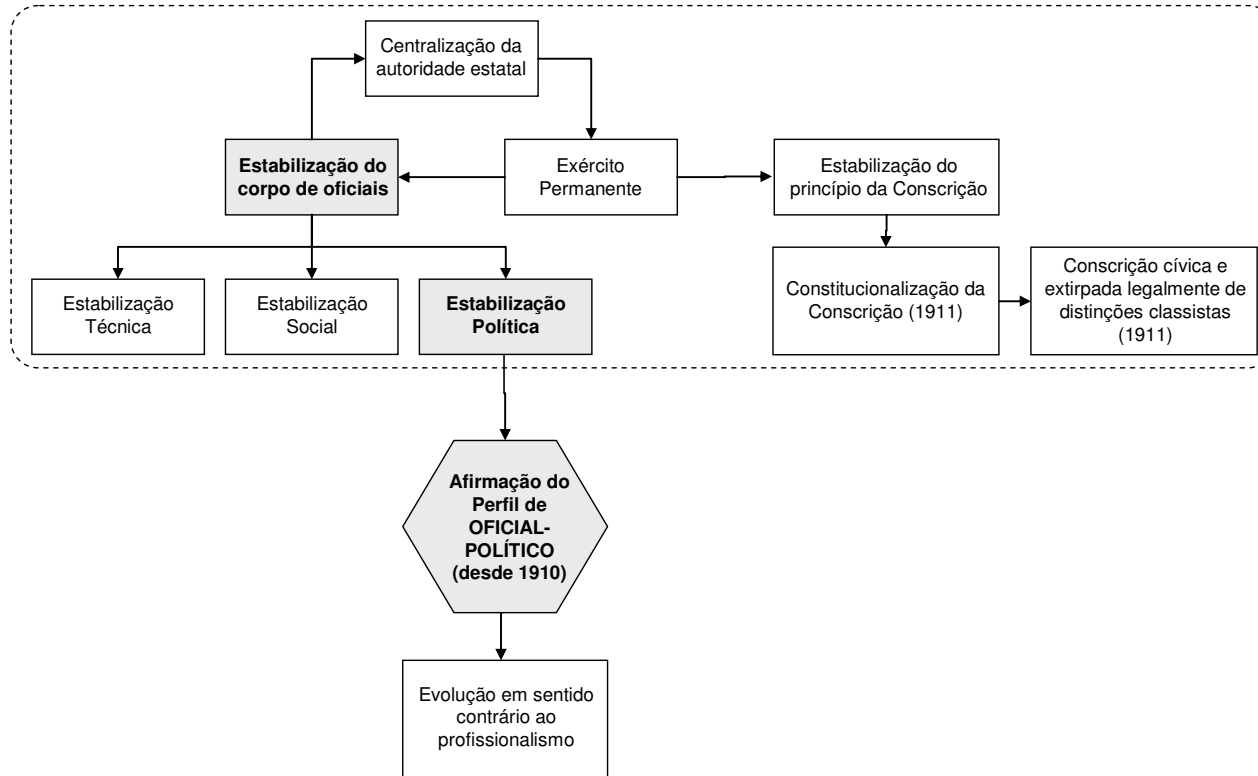 Centralização da
autoridade estatal
Estabilização do
corpo de oficiais
Exército
Permanente
Estabilização do
princípio da Conscrição
Estabilização
Técnica
Estabilização
Social
Estabilização
Política
Constitucionalização da
Conscrição (1911)
Conscrição cívica e
extirpada legalmente de
distinções classistas
(1911)
Afirmação do
Perfil de
OFICIAL-
POLÍTICO
(desde 1910)
Evolução em sentido
contrário ao
profissionalismo